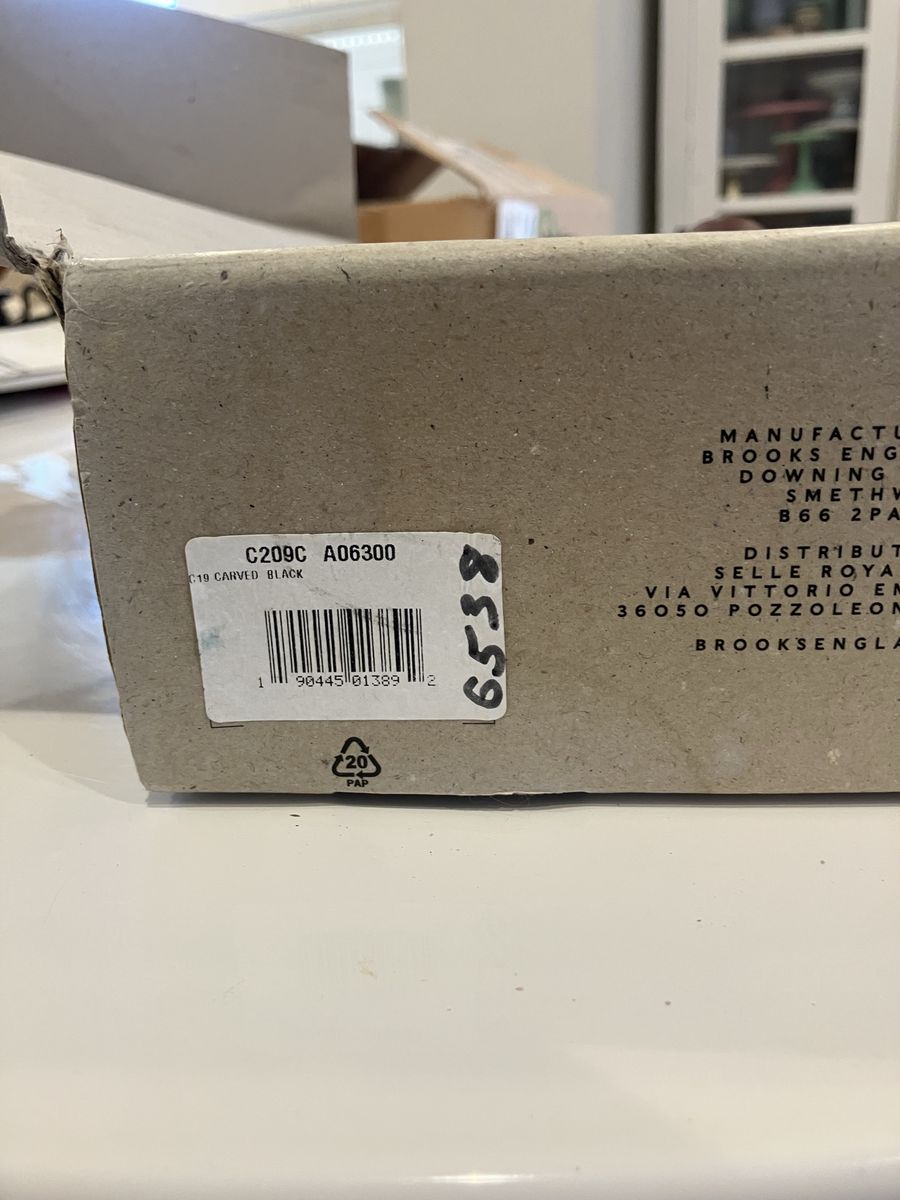 C209C A06300
C19 CARVED BLACK
1 90445 01389 2
6538
20
PAP
MANUFACTU
BROOKS ENG
DOWNING
SMETHW
B66 2PA
DISTRIBUT
SELLE ROYA
VIA VITTORIO EM
36050 POZZOLEON
BROOKSENGLA